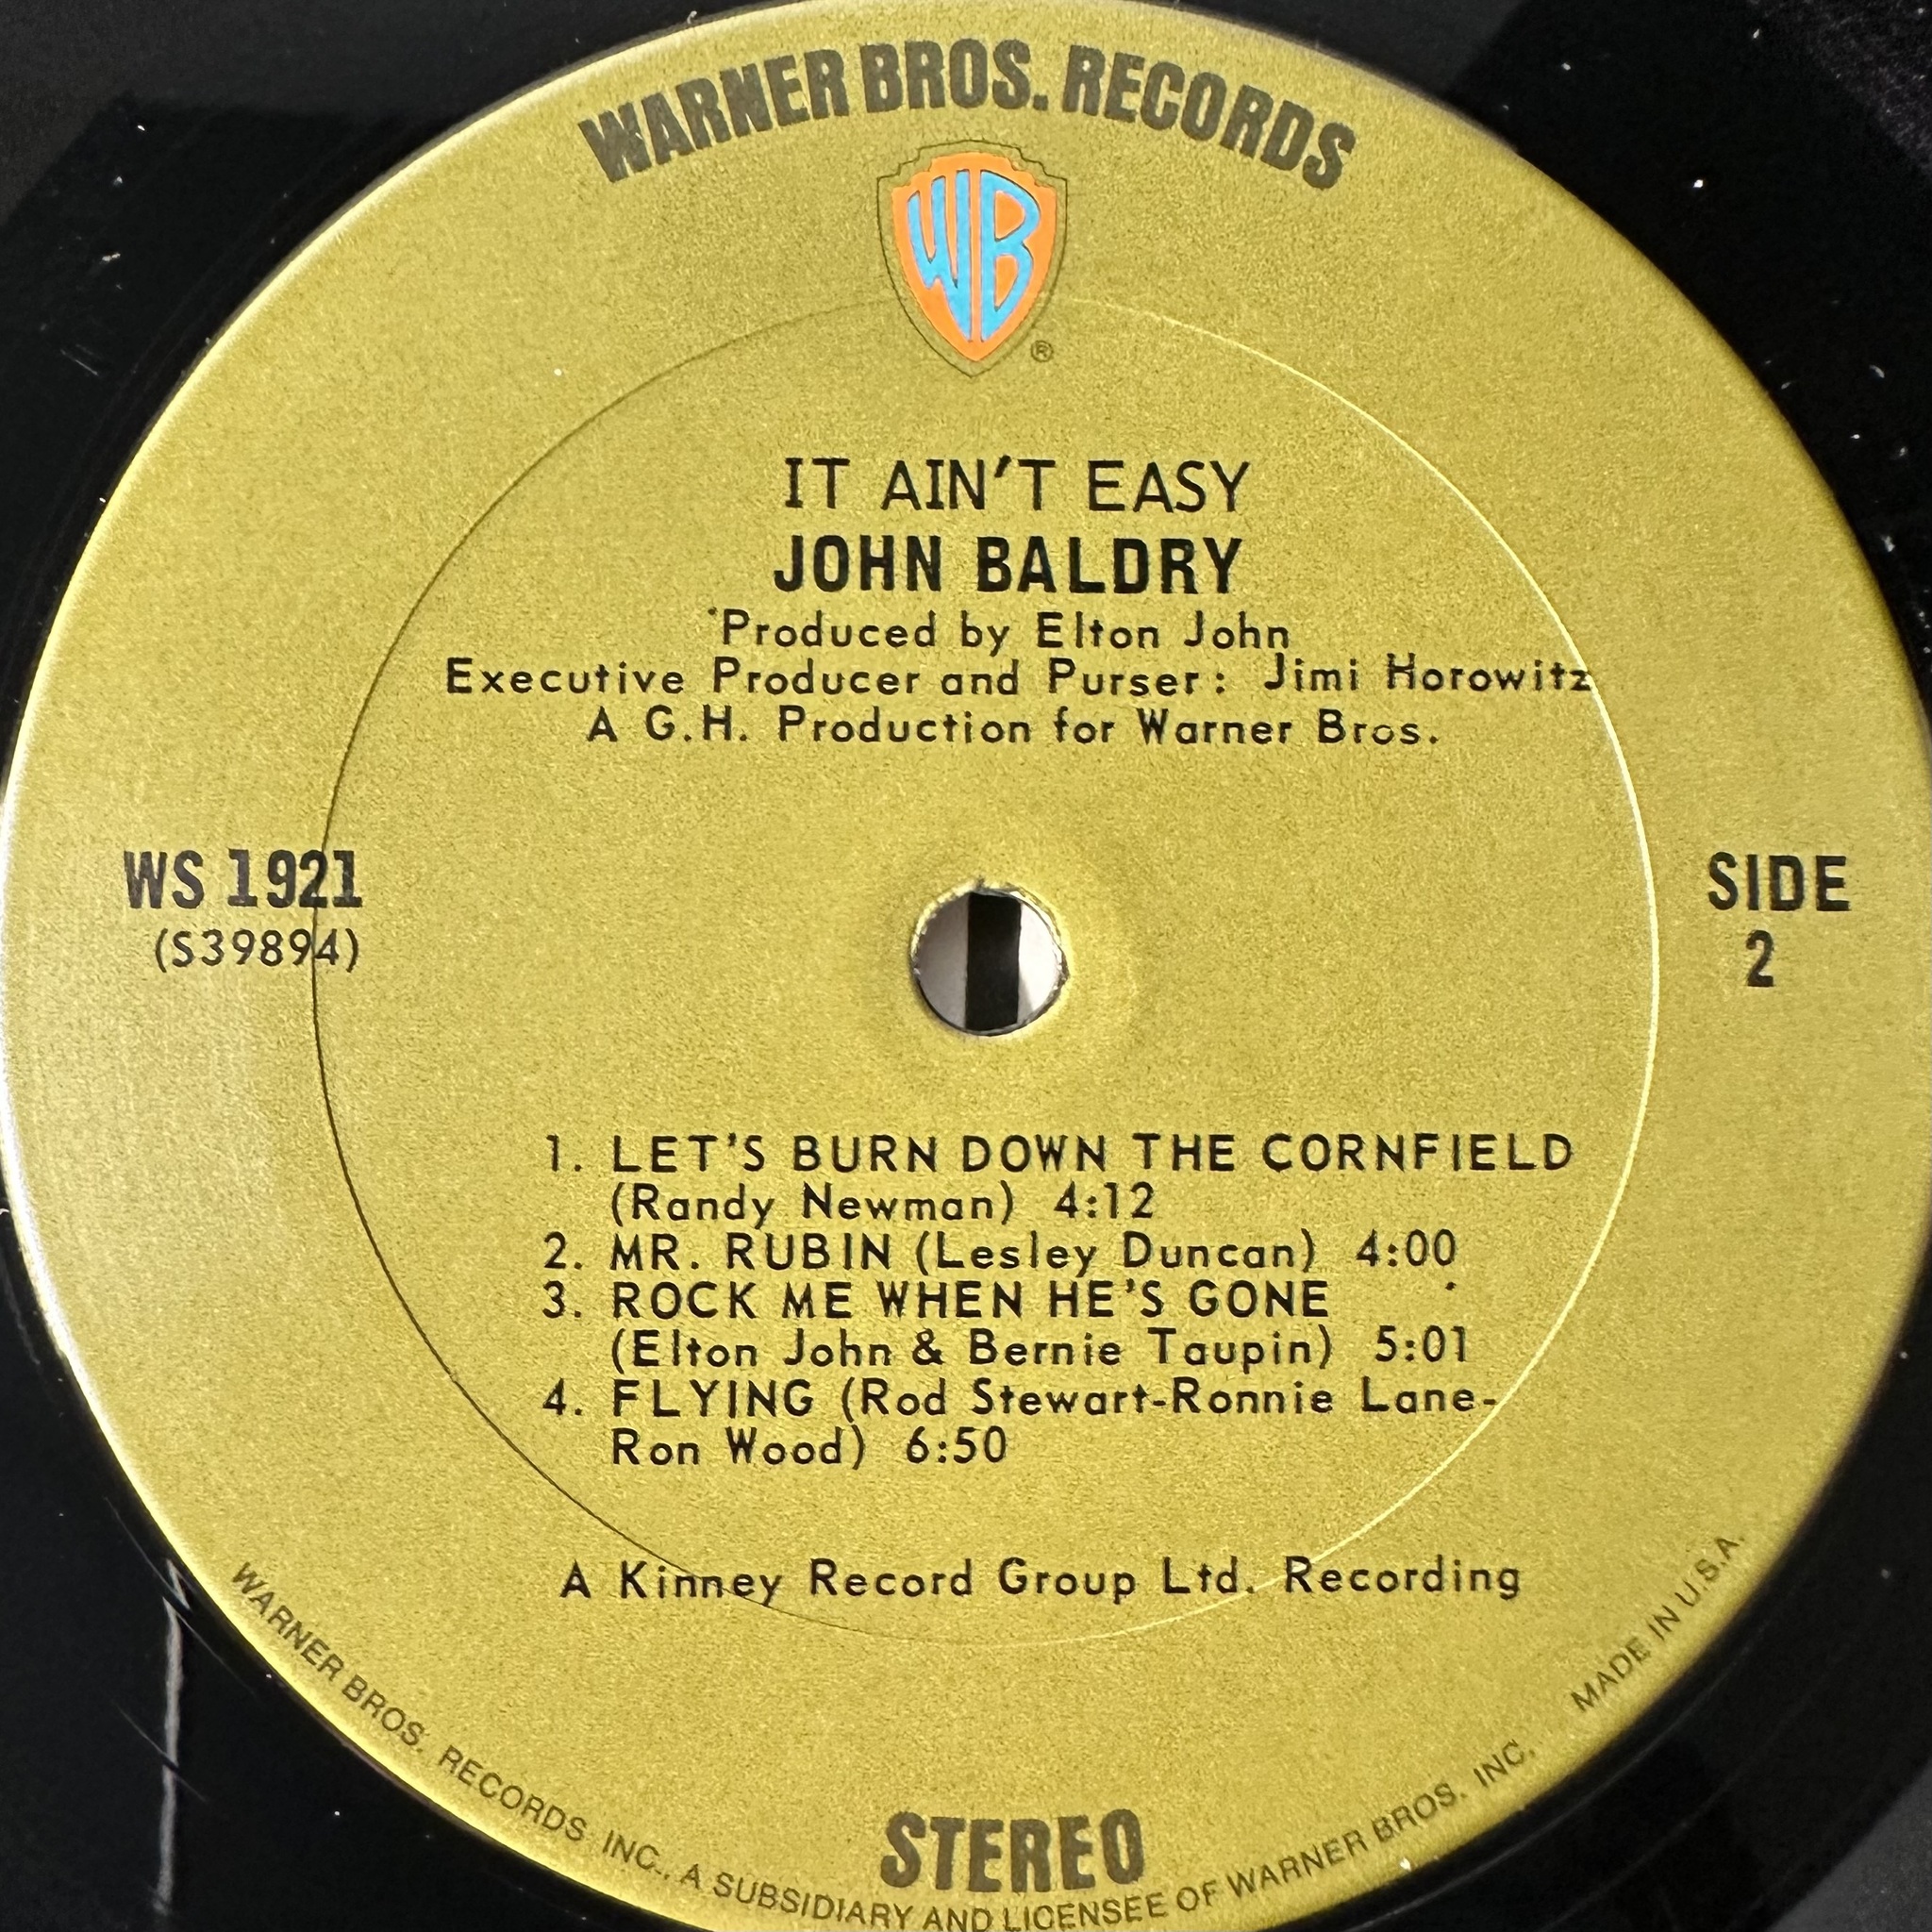 WARNER BROS. RECORDS
WB
®
IT AIN'T EASY
JOHN BALDRY
Produced by Elton John
Executive Producer and Purser: Jimi Horowitz
A G.H. Production for Warner Bros.
WS 1921
(S39894)
SIDE
2
1. LET'S BURN DOWN THE CORNFIELD
(Randy Newman) 4:12
2. MR. RUBIN (Lesley Duncan) 4:00
3. ROCK ME WHEN HE'S GONE
(Elton John & Bernie Taupin) 5:01
4. FLYING (Rod Stewart-Ronnie Lane-
Ron Wood) 6:50
A Kinney Record Group Ltd. Recording
STEREO
WARNER BROS. RECORDS INC., A SUBSIDIARY AND LICENSEE OF WARNER BROS. INC. MADE IN U.S.A.